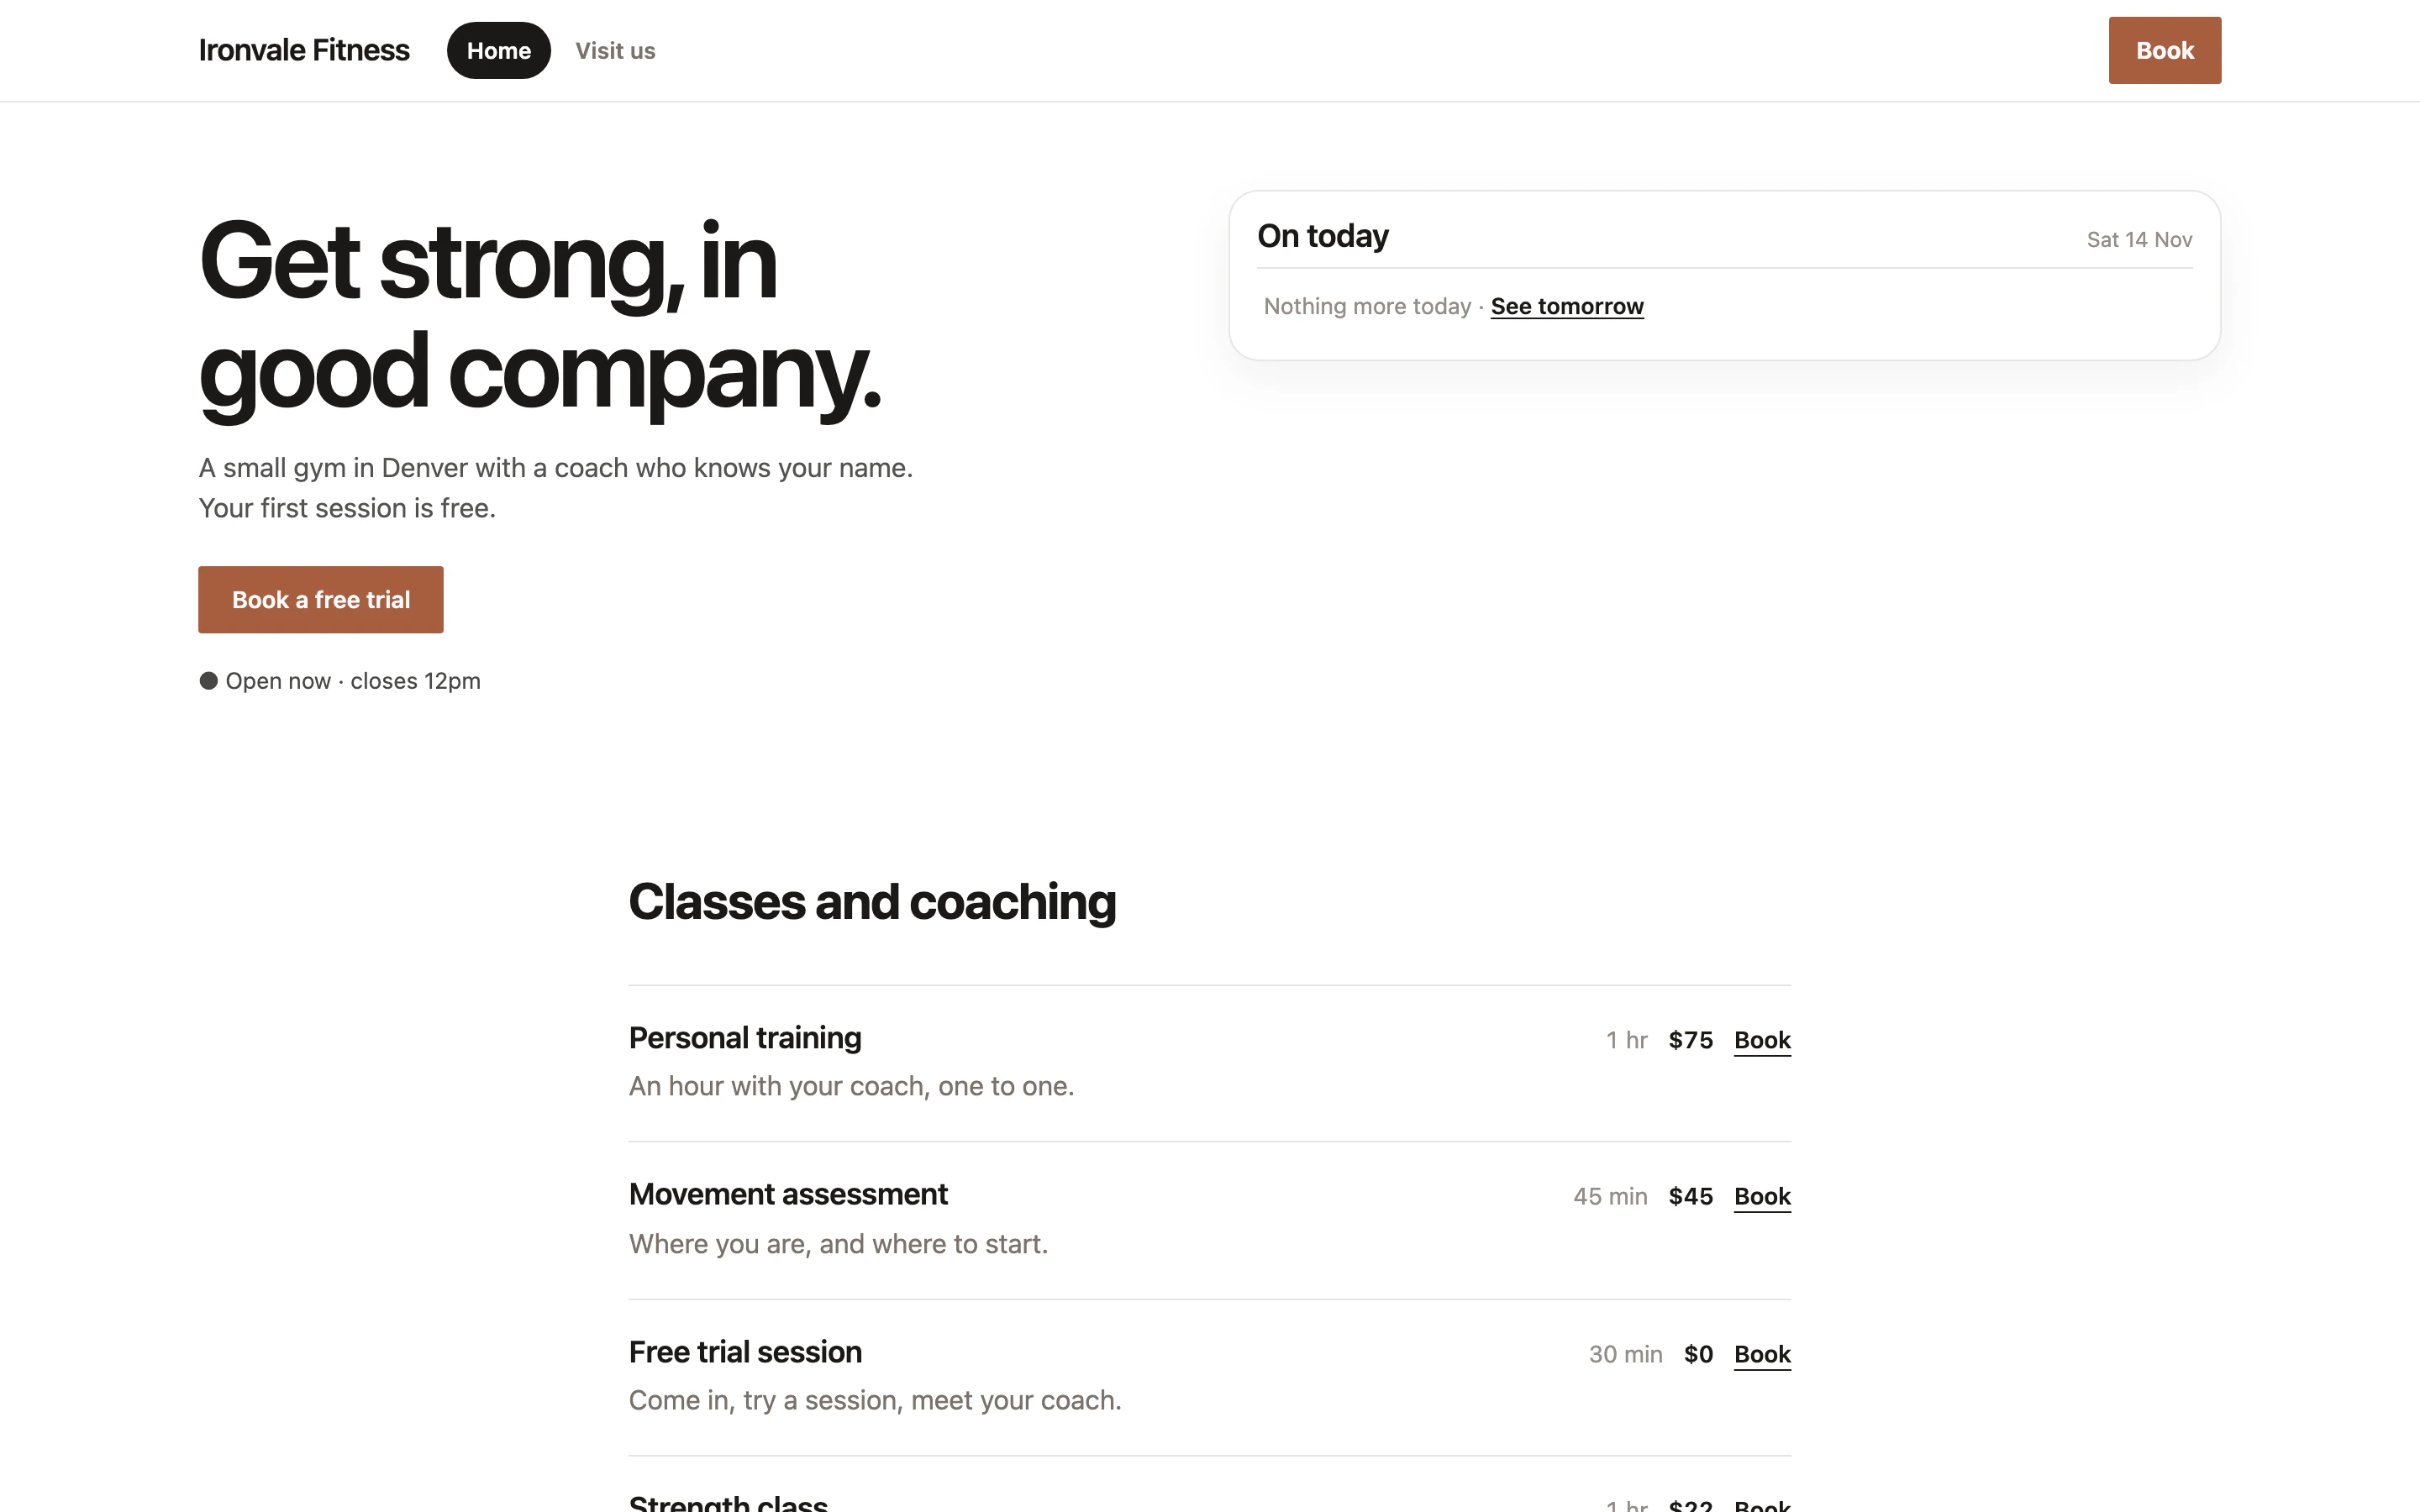 Ironvale Fitness
Home
Visit us
Book
Get strong, in
good company.
A small gym in Denver with a coach who knows your name.
Your first session is free.
Book a free trial
Open now · closes 12pm
On today
Sat 14 Nov
Nothing more today · See tomorrow
Classes and coaching
Personal training
1 hr $75 Book
An hour with your coach, one to one.
Movement assessment
45 min $45 Book
Where you are, and where to start.
Free trial session
30 min $0 Book
Come in, try a session, meet your coach.
Strength class
1 hr $22 Book